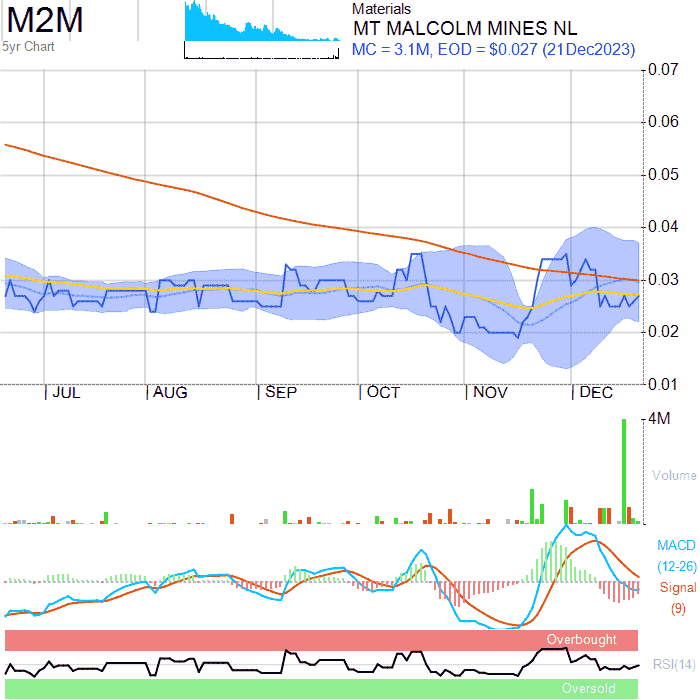 M2M
5yr Chart
Materials
MT MALCOLM MINES NL
MC = 3.1M, EOD = $0.027 (21Dec2023)
0.07
0.06
0.05
0.04
0.03
0.02
0.01
JUL AUG SEP OCT NOV DEC
4M
Volume
MACD
(12-26)
Signal
(9)
Overbought
RSI(14)
Oversold